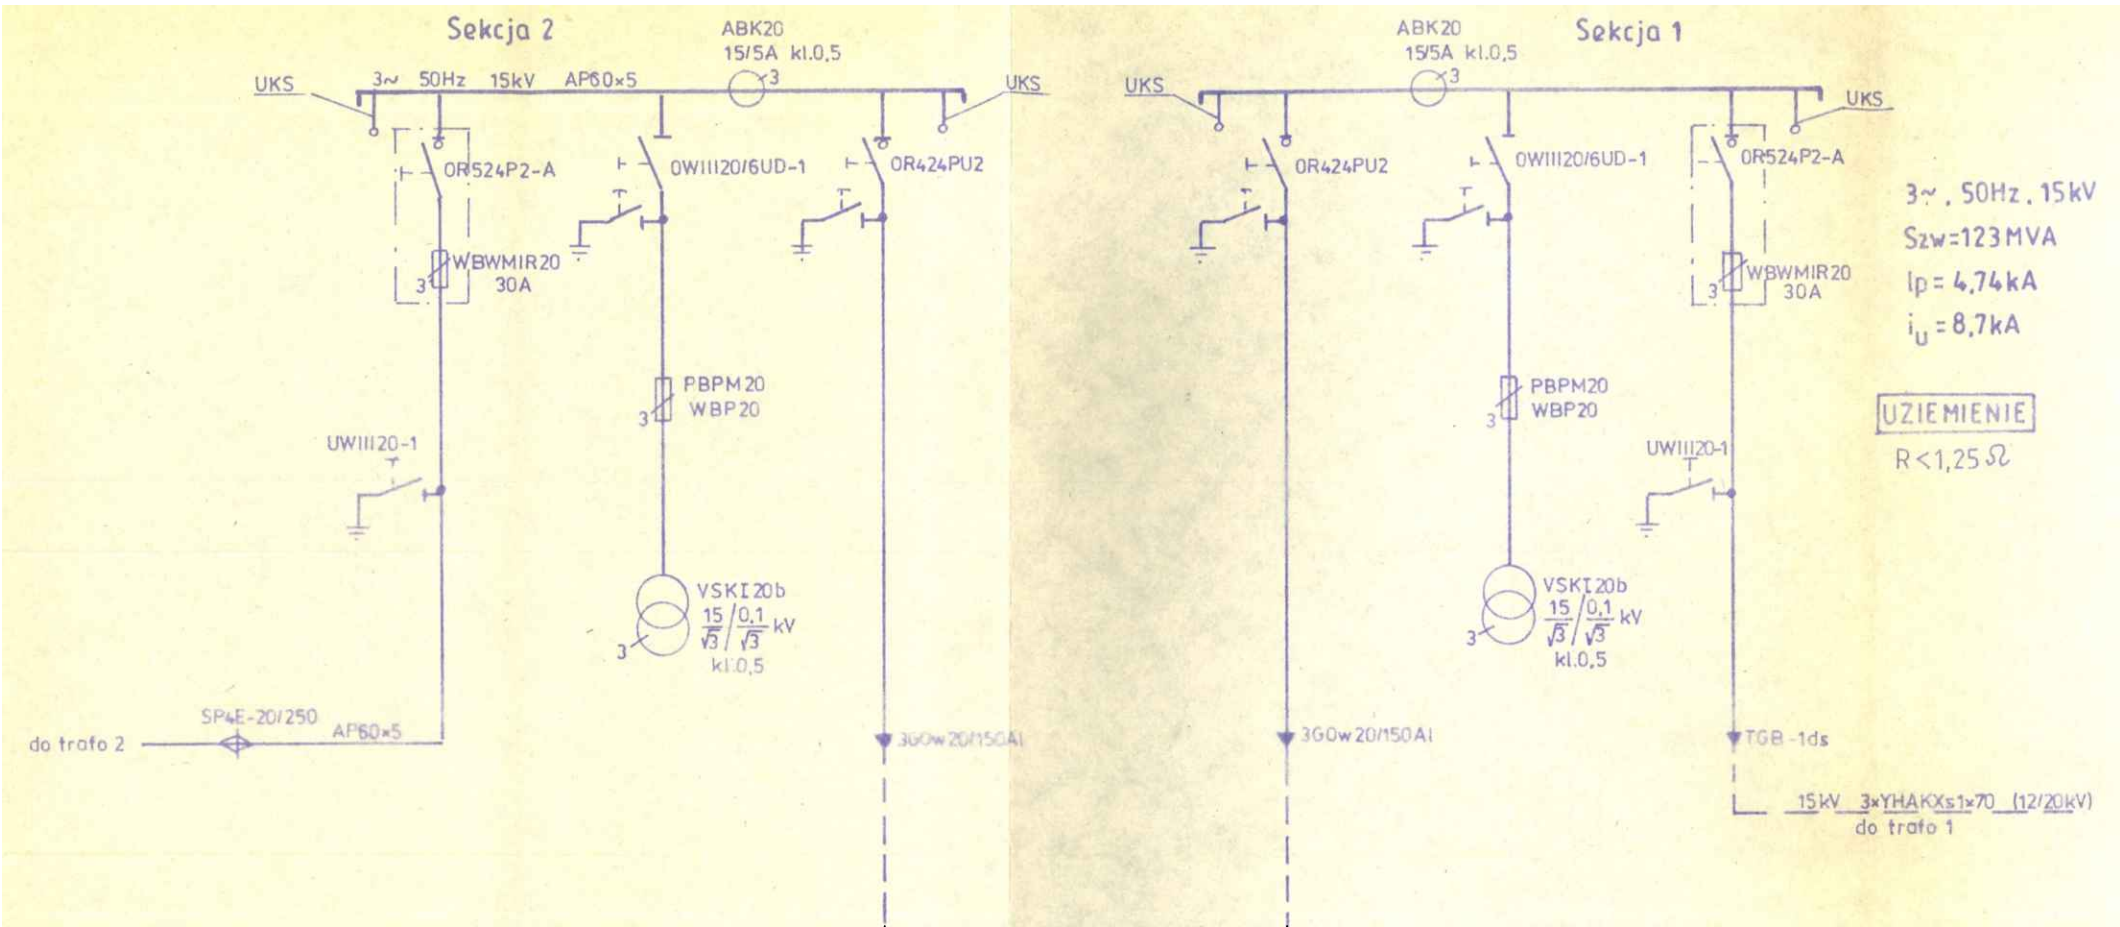 Sekcja 2
ABK20
15/5A kl.0,5
3
UKS
3~ 50Hz 15kV AP60×5
UKS
OR524P2-A
OWIII20/6UD-1
OR424PU2
WBWMIR20
30A
3
PBPM20
WBP20
3
UWIII20-1
VSKI20b
15/√3 / 0,1/√3 kV
kl.0,5
3
SP4E-20/250
do trafo 2
AP60×5
3GOw20/150Al
Sekcja 1
ABK20
15/5A kl.0,5
3
UKS
UKS
OR424PU2
OWIII20/6UD-1
OR524P2-A
WBWMIR20
30A
3
PBPM20
WBP20
3
UWIII20-1
VSKI20b
15/√3 / 0,1/√3 kV
kl.0,5
3
3GOw20/150Al
TGB-1ds
15kV 3×YHAKXs1×70 (12/20kV)
do trafo 1
3~, 50Hz, 15kV
Szw=123MVA
Ip= 4,74kA
iu = 8,7kA
UZIEMIENIE
R<1,25Ω